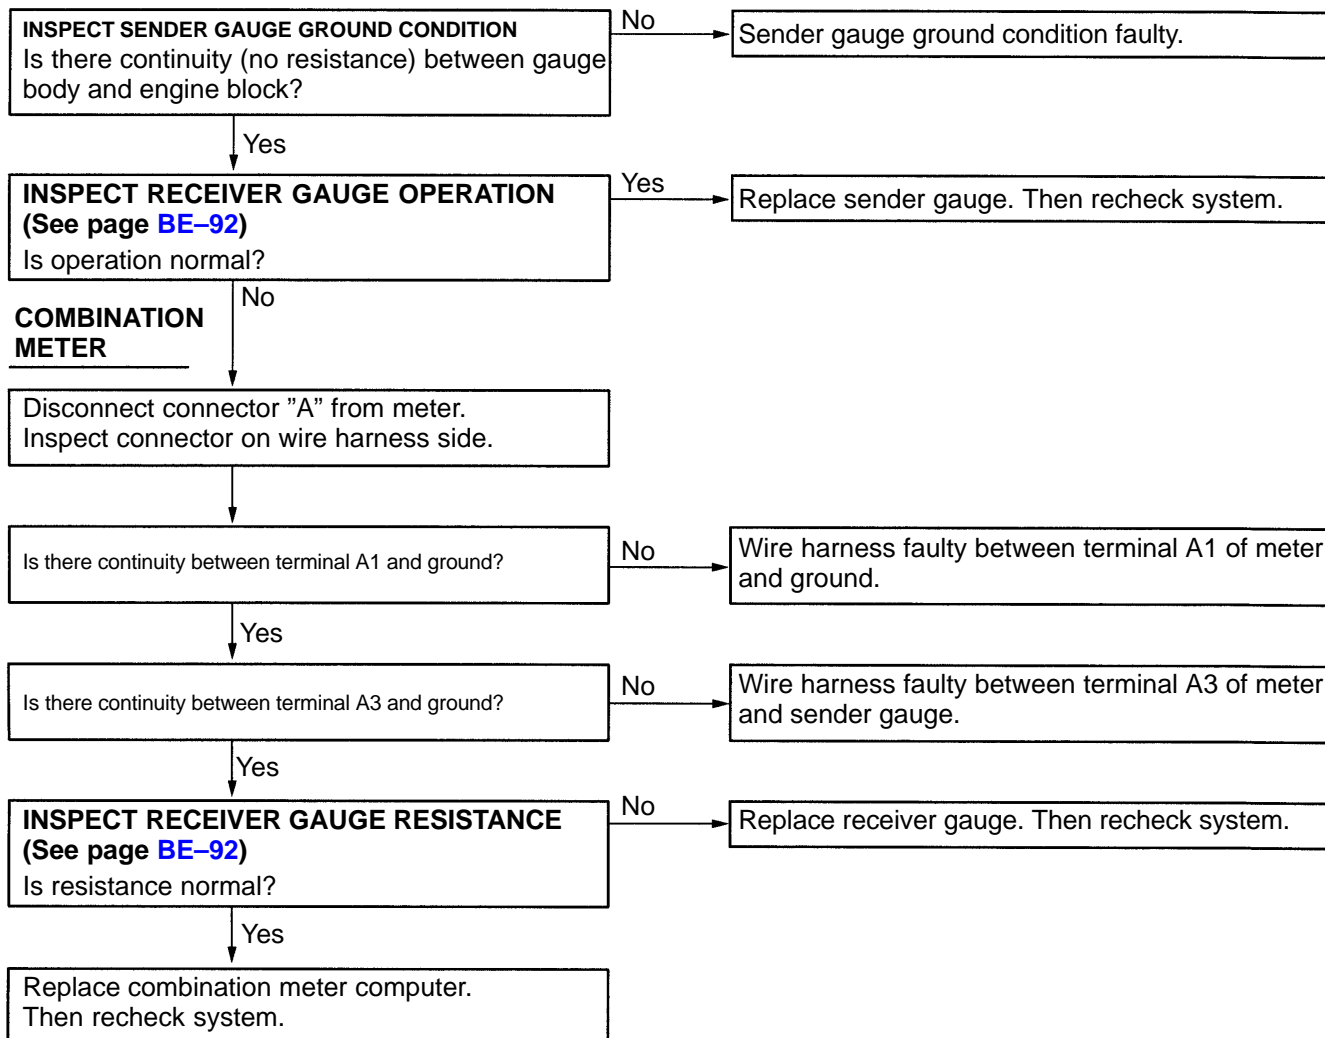 INSPECT SENDER GAUGE GROUND CONDITION
Is there continuity (no resistance) between gauge
body and engine block?
No
Sender gauge ground condition faulty.
Yes
INSPECT RECEIVER GAUGE OPERATION
(See page BE–92)
Is operation normal?
Yes
Replace sender gauge. Then recheck system.
No
COMBINATION
METER
Disconnect connector ”A” from meter.
Inspect connector on wire harness side.
Is there continuity between terminal A1 and ground?
No
Wire harness faulty between terminal A1 of meter
and ground.
Yes
Is there continuity between terminal A3 and ground?
No
Wire harness faulty between terminal A3 of meter
and sender gauge.
Yes
INSPECT RECEIVER GAUGE RESISTANCE
(See page BE–92)
Is resistance normal?
No
Replace receiver gauge. Then recheck system.
Yes
Replace combination meter computer.
Then recheck system.